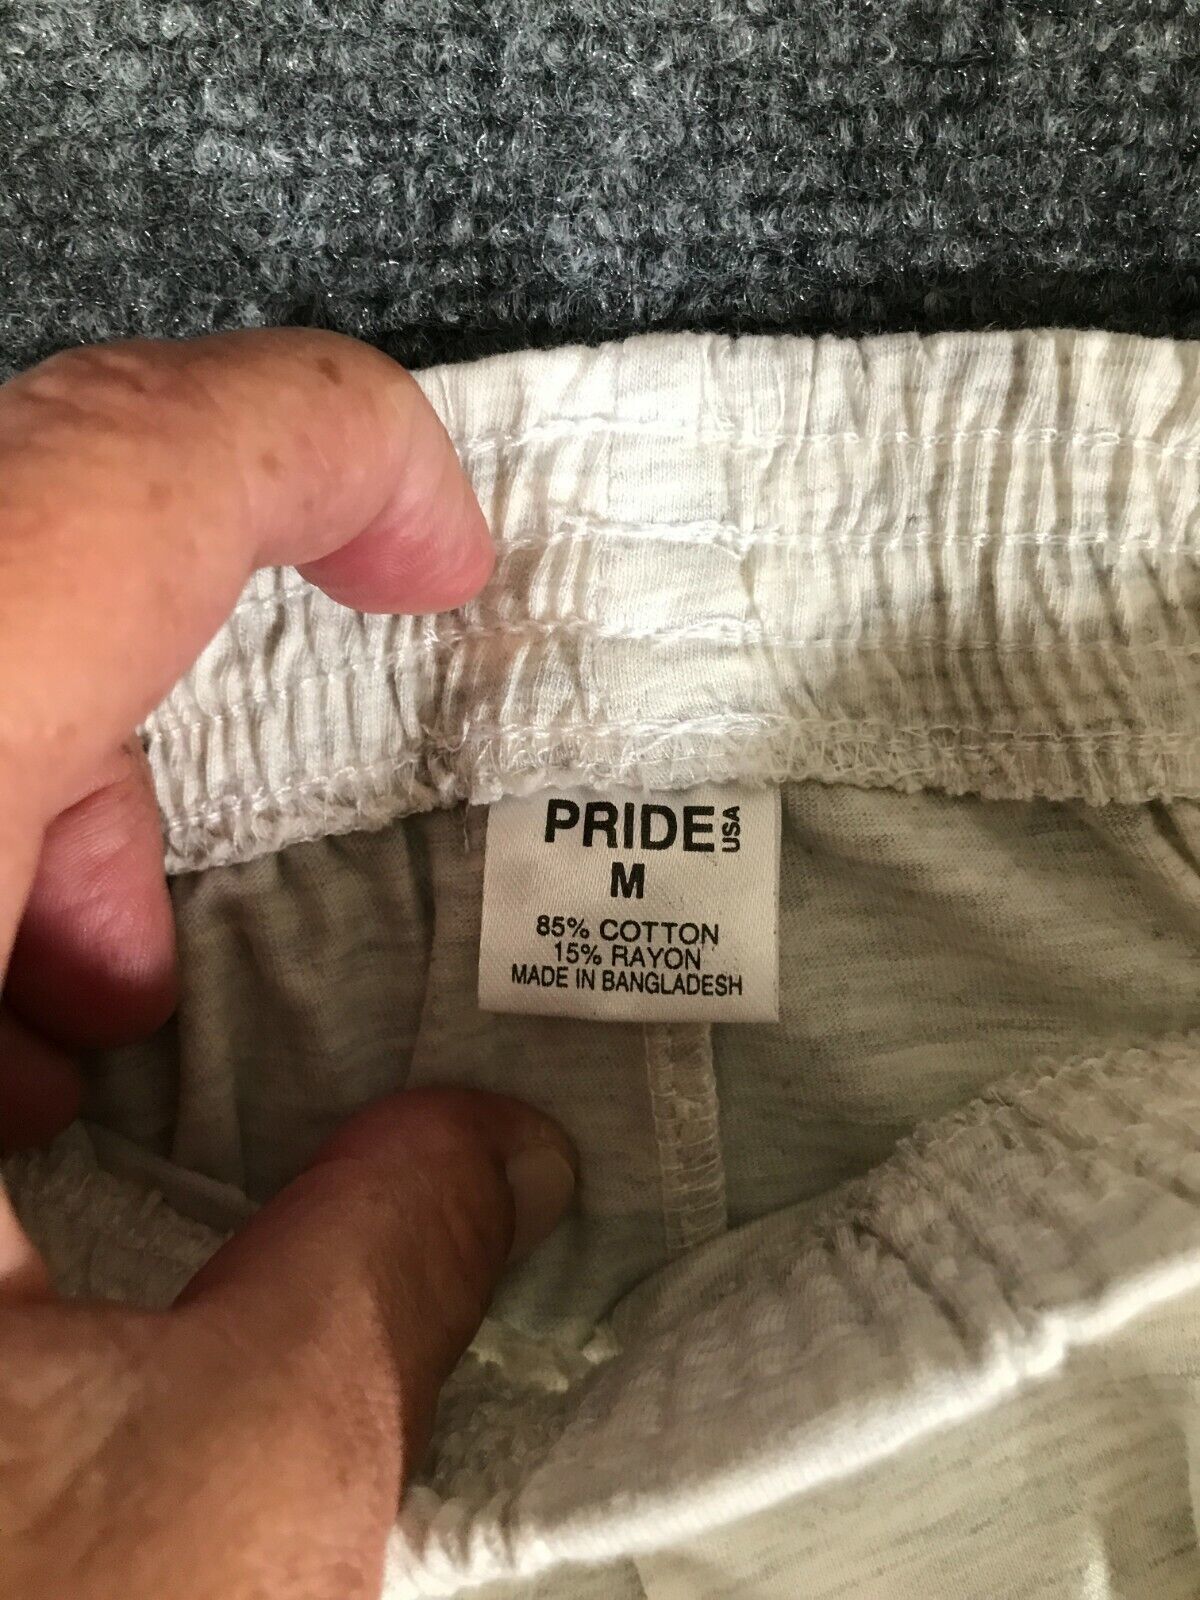 PRIDE USA
M
85% COTTON
15% RAYON
MADE IN BANGLADESH